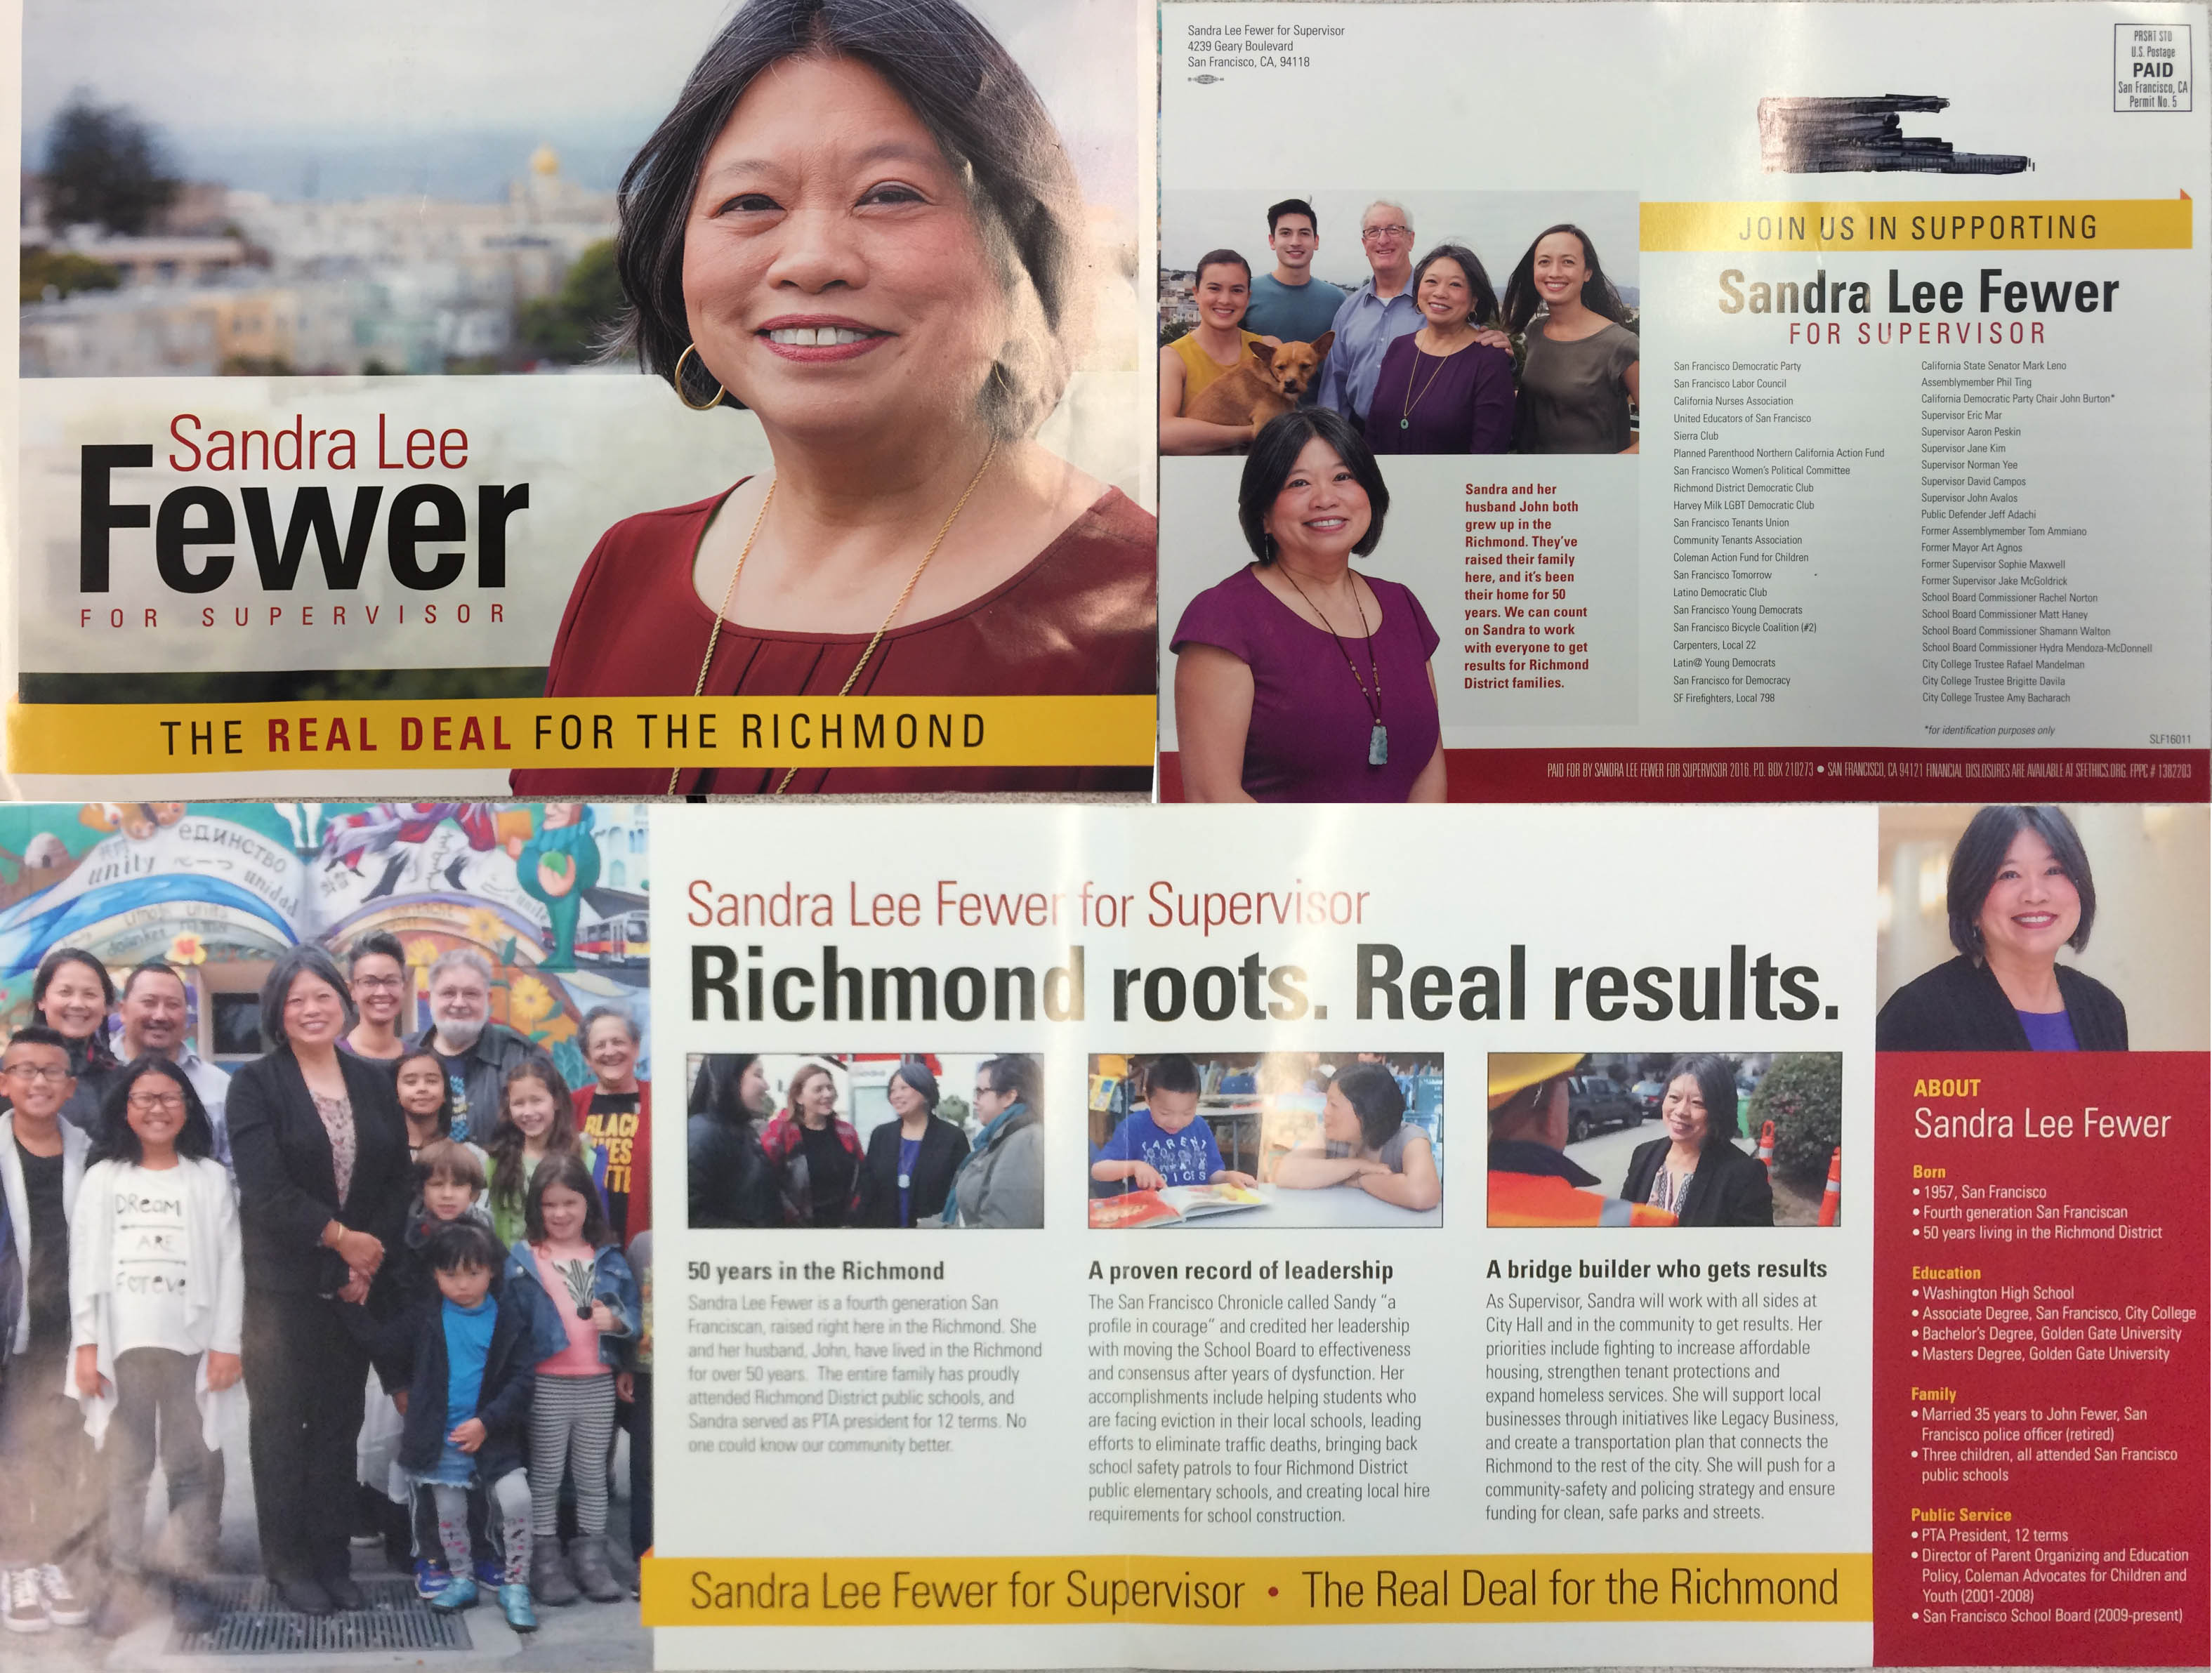 Sandra Lee
Fewer
FOR SUPERVISOR
THE REAL DEAL FOR THE RICHMOND
Sandra Lee Fewer for Supervisor
4239 Geary Boulevard
San Francisco, CA, 94118
PRSRT STD
U.S. Postage
PAID
San Francisco, CA
Permit No. 5
JOIN US IN SUPPORTING
Sandra Lee Fewer
FOR SUPERVISOR
Sandra and her
husband John both
grew up in the
Richmond. They've
raised their family
here, and it's been
their home for 50
years. We can count
on Sandra to work
with everyone to get
results for Richmond
District families.
San Francisco Democratic Party
San Francisco Labor Council
California Nurses Association
United Educators of San Francisco
Sierra Club
Planned Parenthood Northern California Action Fund
San Francisco Women's Political Committee
Richmond District Democratic Club
Harvey Milk LGBT Democratic Club
San Francisco Tenants Union
Community Tenants Association
Coleman Action Fund for Children
San Francisco Tomorrow
Latino Democratic Club
San Francisco Young Democrats
San Francisco Bicycle Coalition (#2)
Carpenters, Local 22
Latin@ Young Democrats
San Francisco for Democracy
SF Firefighters, Local 798
California State Senator Mark Leno
Assemblymember Phil Ting
California Democratic Party Chair John Burton*
Supervisor Eric Mar
Supervisor Aaron Peskin
Supervisor Jane Kim
Supervisor Norman Yee
Supervisor David Campos
Supervisor John Avalos
Public Defender Jeff Adachi
Former Assemblymember Tom Ammiano
Former Mayor Art Agnos
Former Supervisor Sophie Maxwell
Former Supervisor Jake McGoldrick
School Board Commissioner Rachel Norton
School Board Commissioner Matt Haney
School Board Commissioner Shamann Walton
School Board Commissioner Hydra Mendoza-McDonnell
City College Trustee Rafael Mandelman
City College Trustee Brigitte Davila
City College Trustee Amy Bacharach
*for identification purposes only
SLF16011
PAID FOR BY SANDRA LEE FEWER FOR SUPERVISOR 2016. P.O. BOX 210273 • SAN FRANCISCO, CA 94121 FINANCIAL DISCLOSURES ARE AVAILABLE AT SFETHICS.ORG. FPPC # 1382203
единство
unity
unidad
DReaM
ARE
Foreve
BLACK
Sandra Lee Fewer for Supervisor
Richmond roots. Real results.
PARENT
50 years in the Richmond
Sandra Lee Fewer is a fourth generation San
Franciscan, raised right here in the Richmond. She
and her husband, John, have lived in the Richmond
for over 50 years. The entire family has proudly
attended Richmond District public schools, and
Sandra served as PTA president for 12 terms. No
one could know our community better.
A proven record of leadership
The San Francisco Chronicle called Sandy "a
profile in courage" and credited her leadership
with moving the School Board to effectiveness
and consensus after years of dysfunction. Her
accomplishments include helping students who
are facing eviction in their local schools, leading
efforts to eliminate traffic deaths, bringing back
school safety patrols to four Richmond District
public elementary schools, and creating local hire
requirements for school construction.
A bridge builder who gets results
As Supervisor, Sandra will work with all sides at
City Hall and in the community to get results. Her
priorities include fighting to increase affordable
housing, strengthen tenant protections and
expand homeless services. She will support local
businesses through initiatives like Legacy Business,
and create a transportation plan that connects the
Richmond to the rest of the city. She will push for a
community-safety and policing strategy and ensure
funding for clean, safe parks and streets.
Sandra Lee Fewer for Supervisor • The Real Deal for the Richmond
ABOUT
Sandra Lee Fewer
Born
• 1957, San Francisco
• Fourth generation San Franciscan
• 50 years living in the Richmond District
Education
• Washington High School
• Associate Degree, San Francisco, City College
• Bachelor's Degree, Golden Gate University
• Masters Degree, Golden Gate University
Family
• Married 35 years to John Fewer, San
Francisco police officer (retired)
• Three children, all attended San Francisco
public schools
Public Service
• PTA President, 12 terms
• Director of Parent Organizing and Education
Policy, Coleman Advocates for Children and
Youth (2001-2008)
• San Francisco School Board (2009-present)